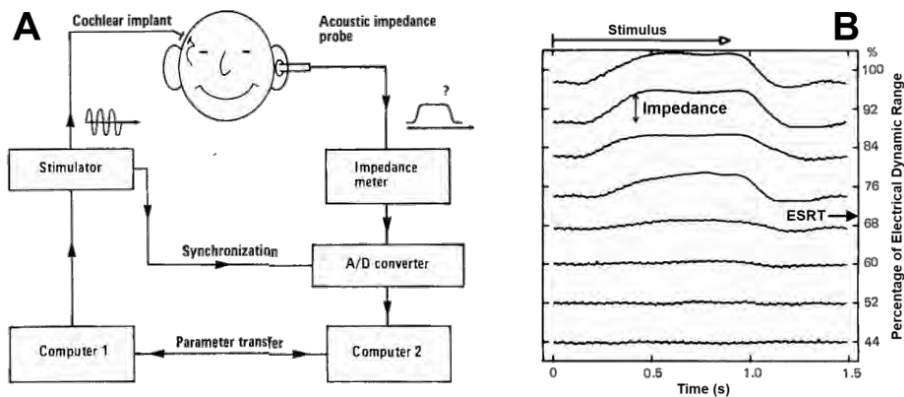 A
Cochlear implant
Acoustic impedance
probe
?
Stimulator
Impedance
meter
Synchronization
A/D converter
Computer 1
Parameter transfer
Computer 2
B
Stimulus
%
100
Impedance
92
84
76
ESRT
68
60
52
44
Percentage of Electrical Dynamic Range
0
0.5
1.0
1.5
Time (s)